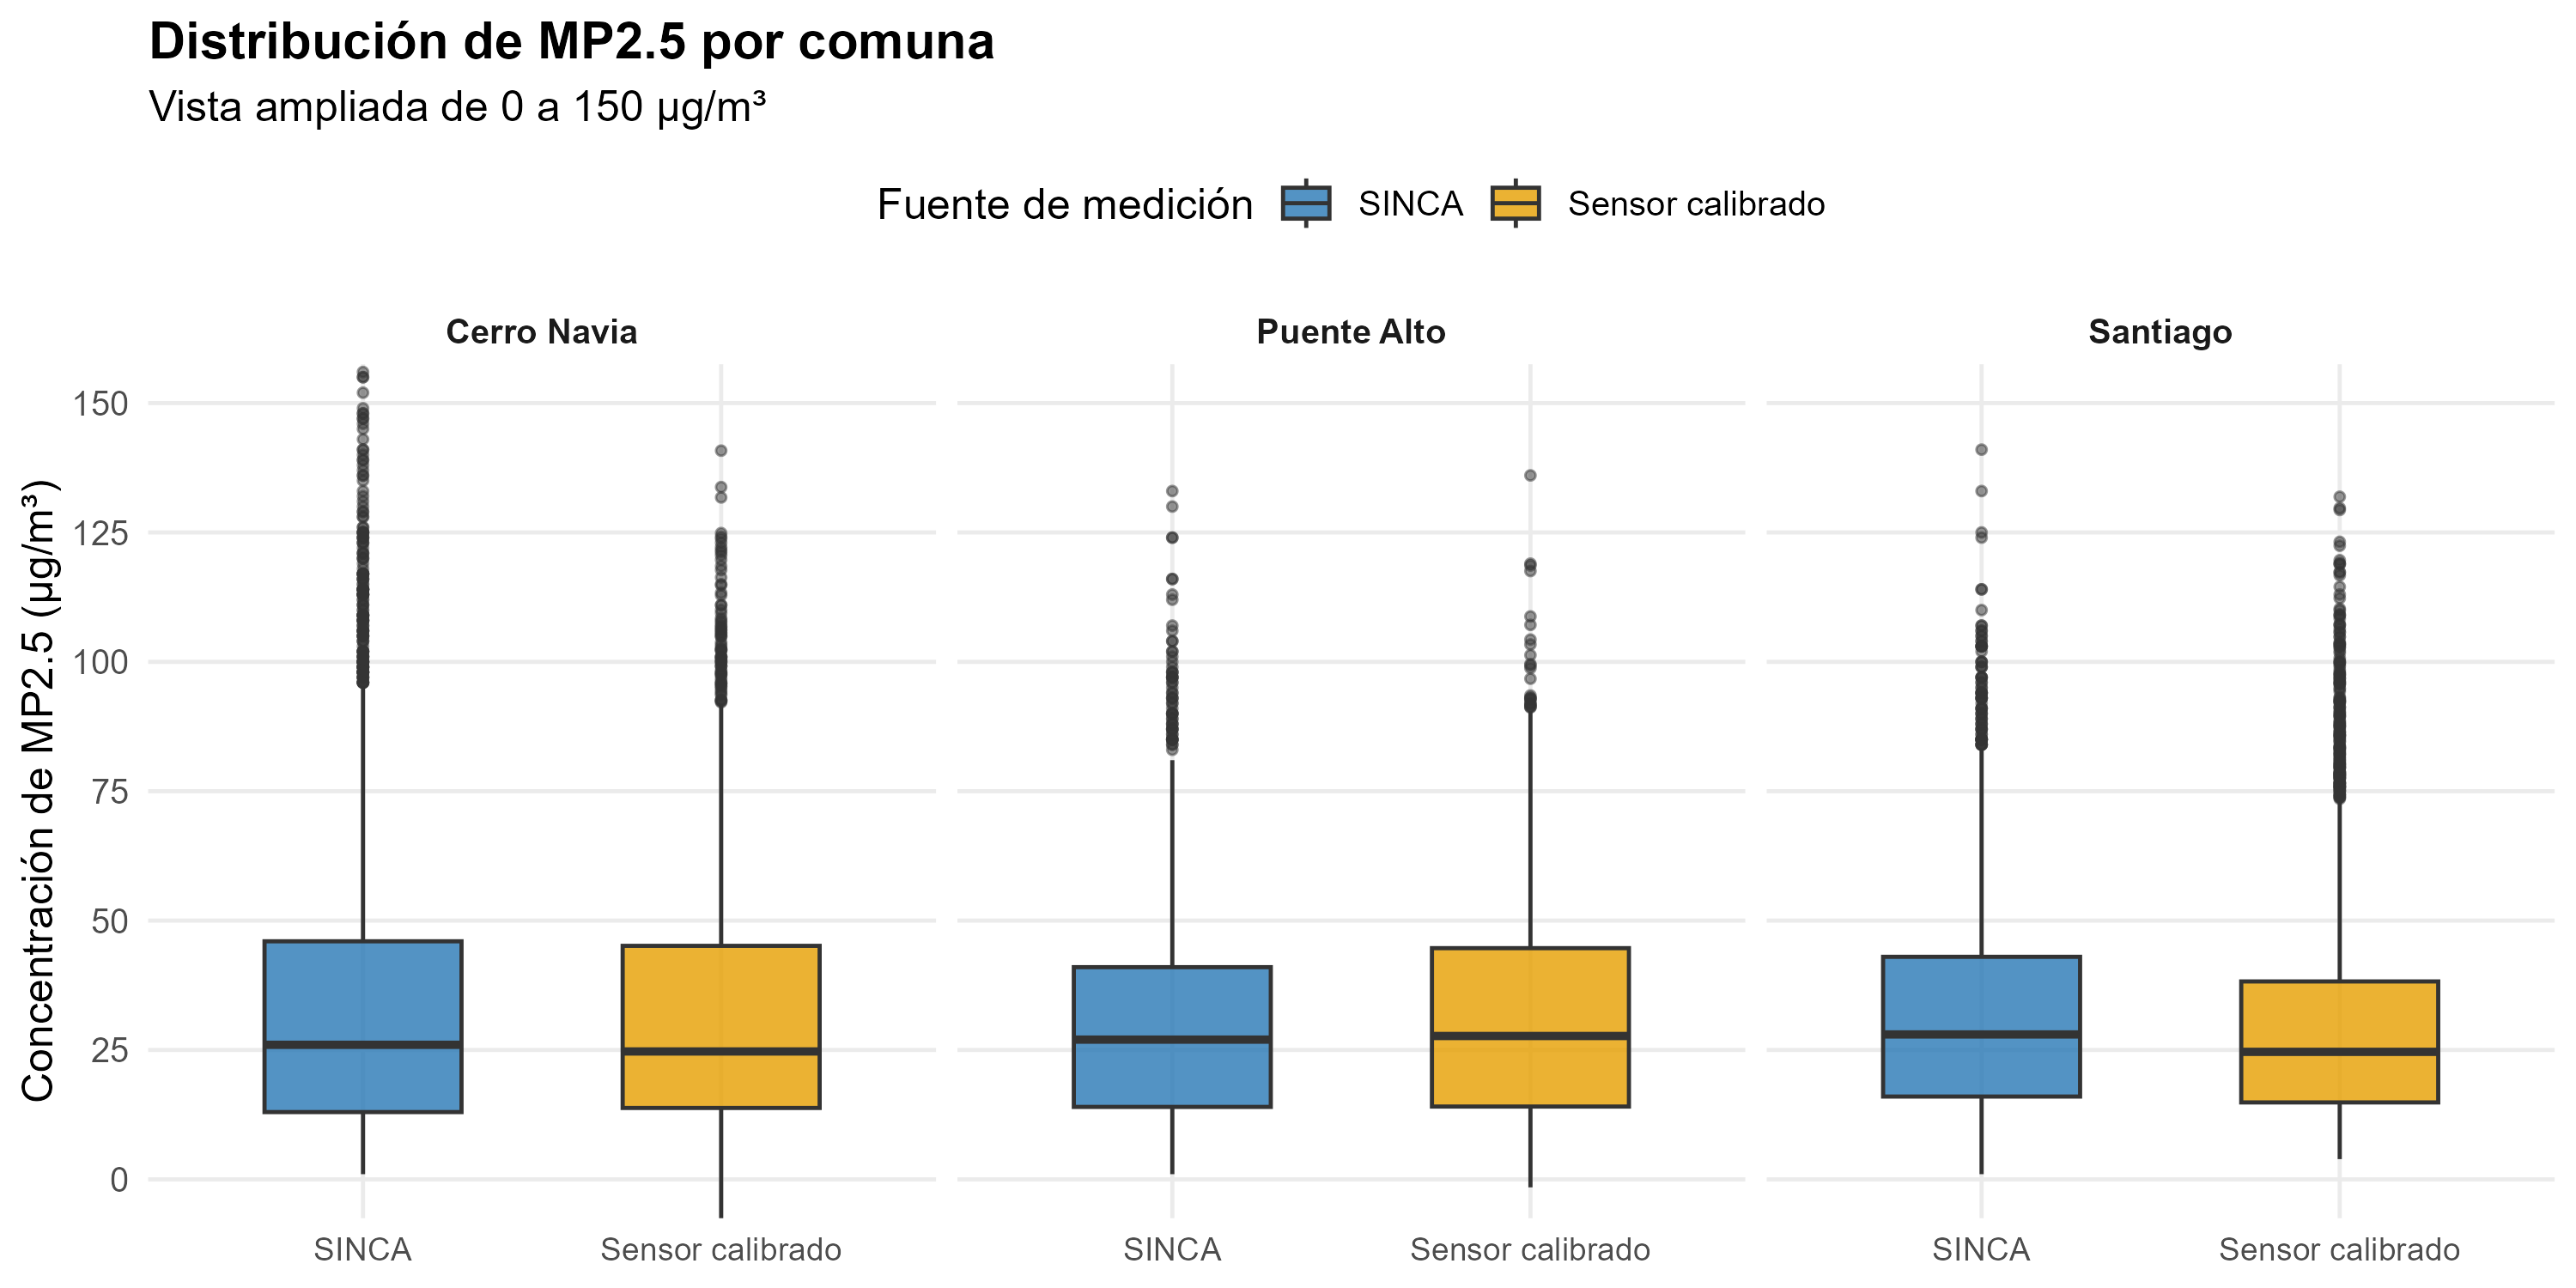 Distribución de MP2.5 por comuna
Vista ampliada de 0 a 150 µg/m³
Fuente de medición SINCA Sensor calibrado
Cerro Navia Puente Alto Santiago
Concentración de MP2.5 (µg/m³)
150
125
100
75
50
25
0
SINCA Sensor calibrado SINCA Sensor calibrado SINCA Sensor calibrado